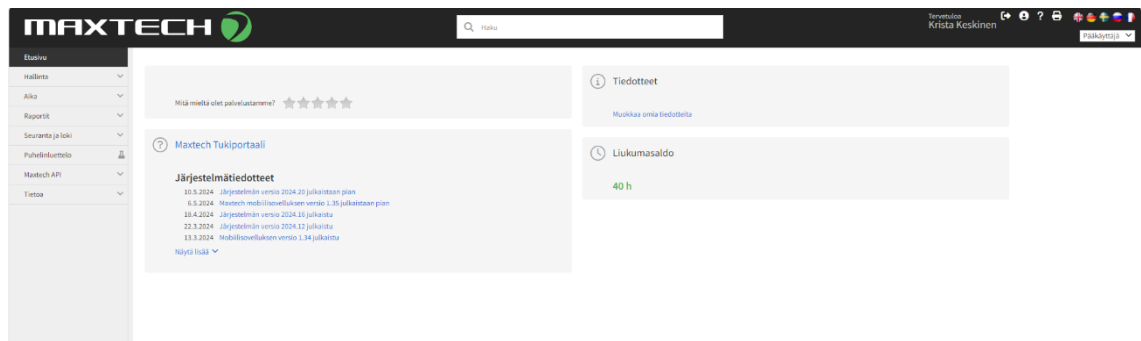 MAXTECH
Haku
Tervetuloa
Krista Keskinen
Pääkäyttäjä
Etusivu
Hallinta
Aika
Raportit
Seuranta ja loki
Puhelinluettelo
Maxtech API
Tietoa
Mitä mieltä olet palvelustamme?
Maxtech Tukiportaali
Järjestelmätiedotteet
10.5.2024 Järjestelmän versio 2024.20 julkaistaan pian
6.5.2024 Maxtech mobiilisovelluksen versio 1.35 julkaistaan pian
18.4.2024 Järjestelmän versio 2024.16 julkaistu
22.3.2024 Järjestelmän versio 2024.12 julkaistu
13.3.2024 Mobiilisovelluksen versio 1.34 julkaistu
Näytä lisää
Tiedotteet
Muokkaa omia tiedotteita
Liukumasaldo
40 h